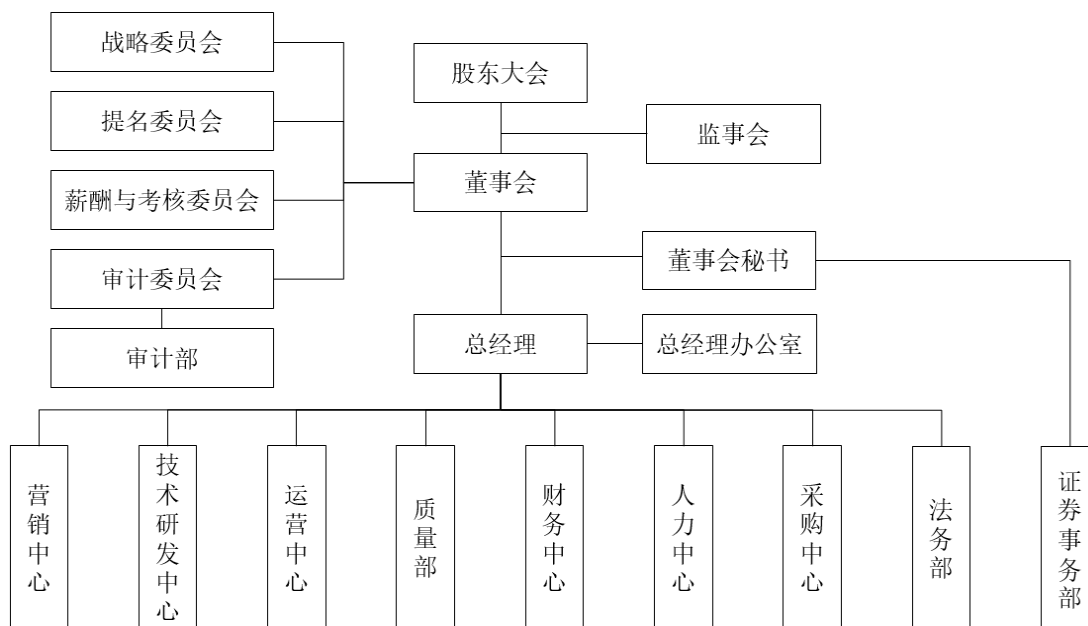 战略委员会
股东大会
提名委员会
监事会
董事会
薪酬与考核委员会
审计委员会
董事会秘书
审计部
总经理
总经理办公室
营销中心
技术研发中心
运营中心
质量部
财务中心
人力中心
采购中心
法务部
证券事务部